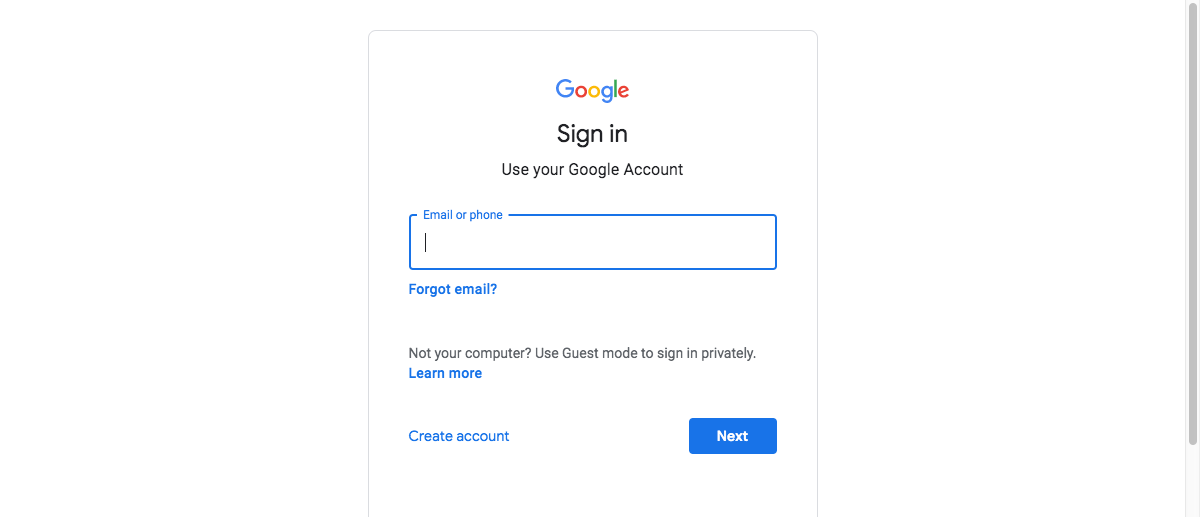 Google
Sign in
Use your Google Account
Email or phone
Forgot email?
Not your computer? Use Guest mode to sign in privately.
Learn more
Create account
Next